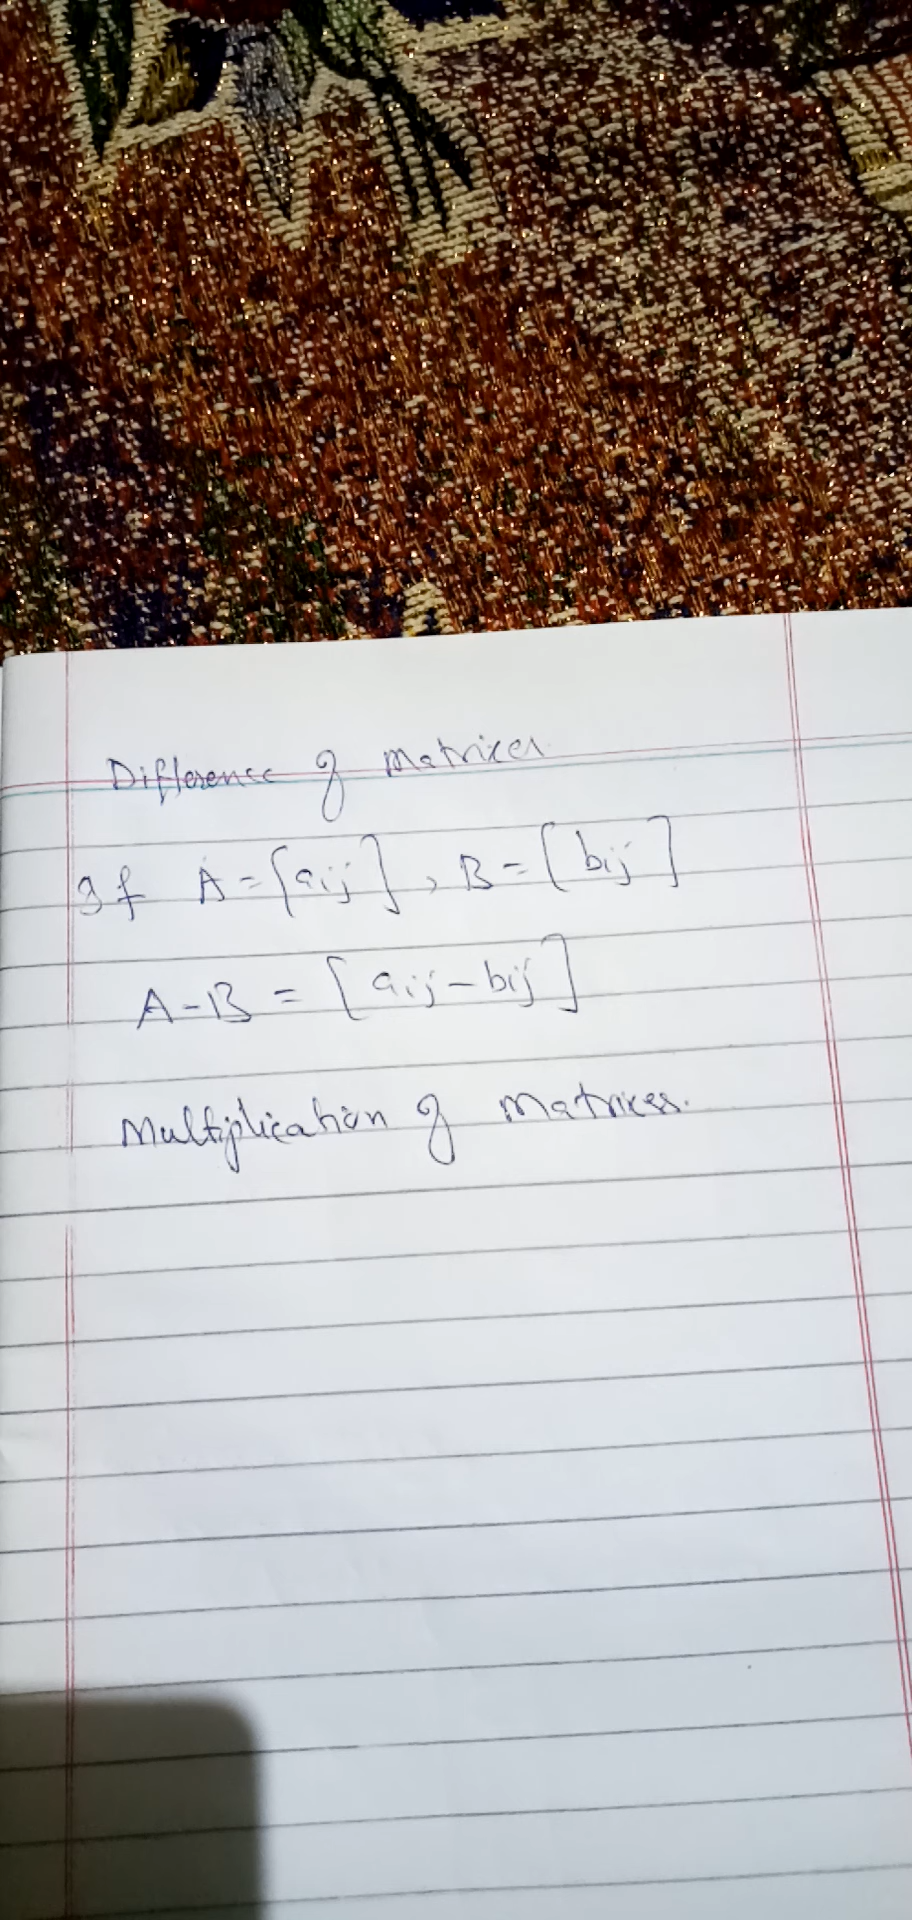 Difference of Matrices
If A = [aij], B = [bij]
A-B = [aij-bij]
Multiplication of Matrices.